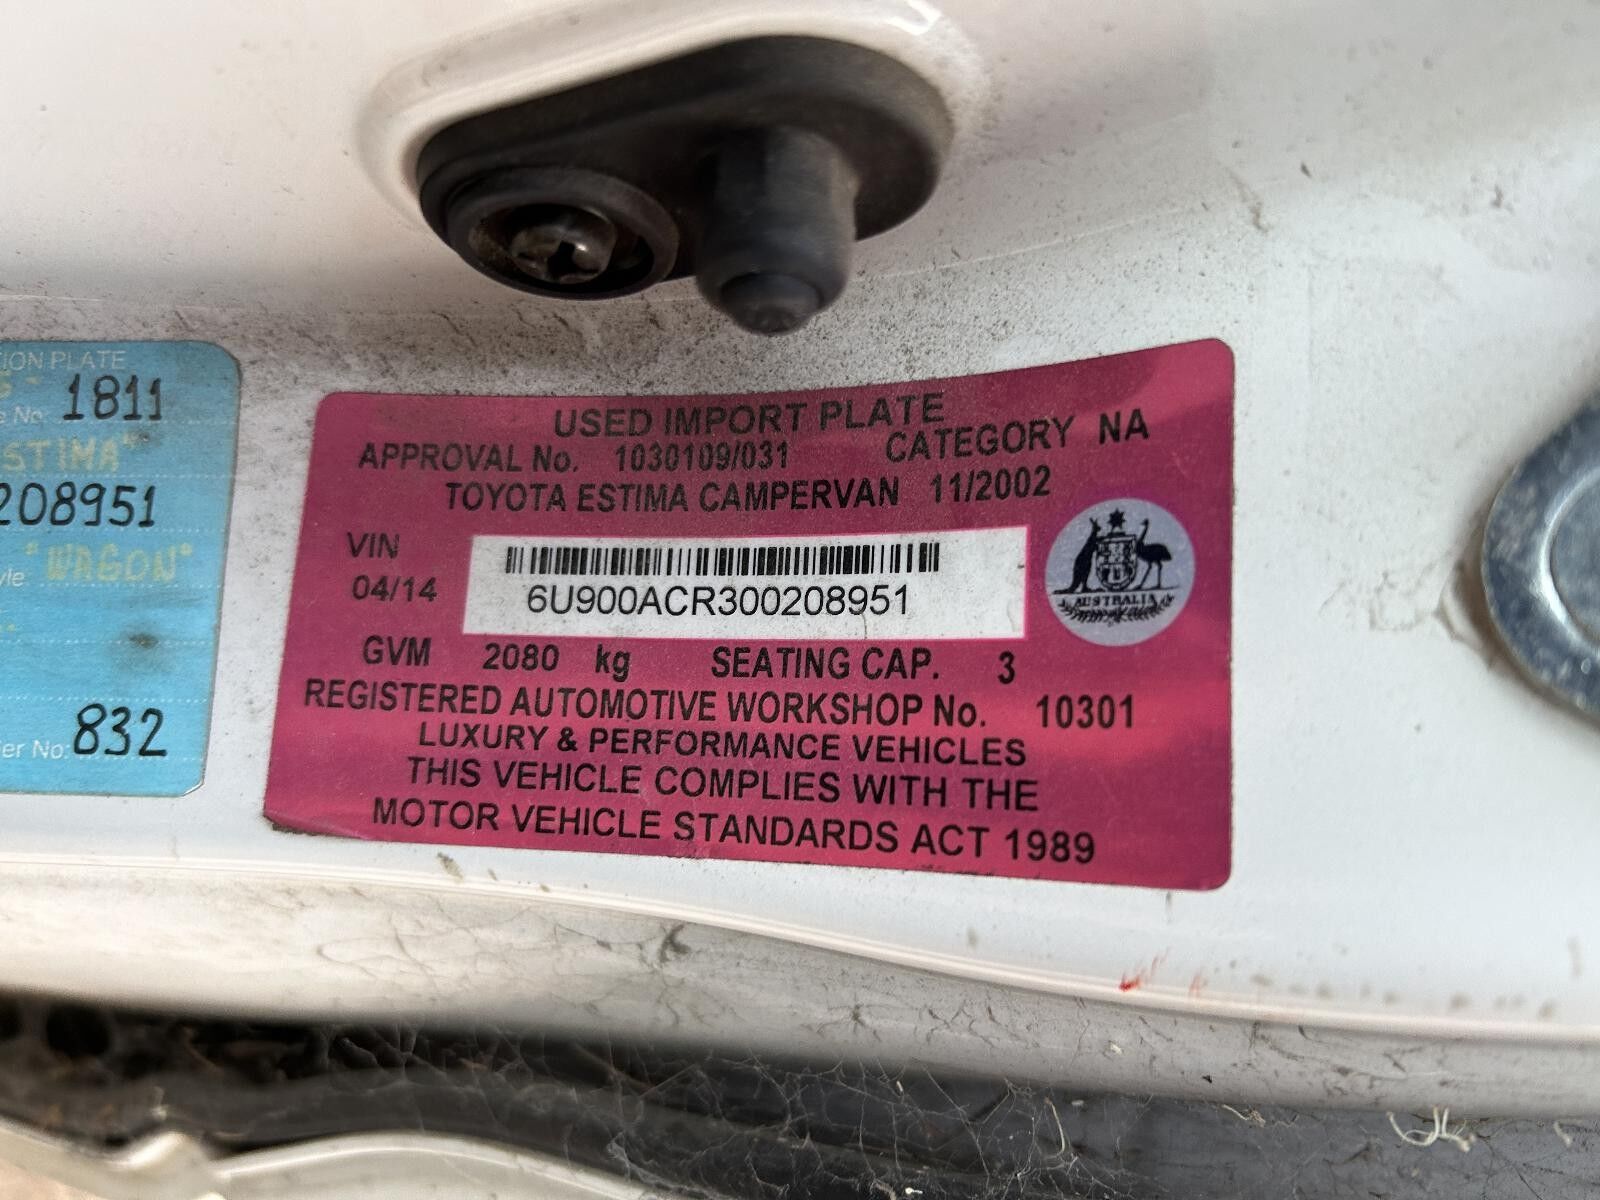 ION PLATE
No: 1811
STIMA"
208951
yle: "WAGON"
er No: 832
USED IMPORT PLATE
APPROVAL No. 1030109/031 CATEGORY NA
TOYOTA ESTIMA CAMPERVAN 11/2002
VIN
04/14
6U900ACR300208951
AUSTRALIA
GVM 2080 kg SEATING CAP. 3
REGISTERED AUTOMOTIVE WORKSHOP No. 10301
LUXURY & PERFORMANCE VEHICLES
THIS VEHICLE COMPLIES WITH THE
MOTOR VEHICLE STANDARDS ACT 1989